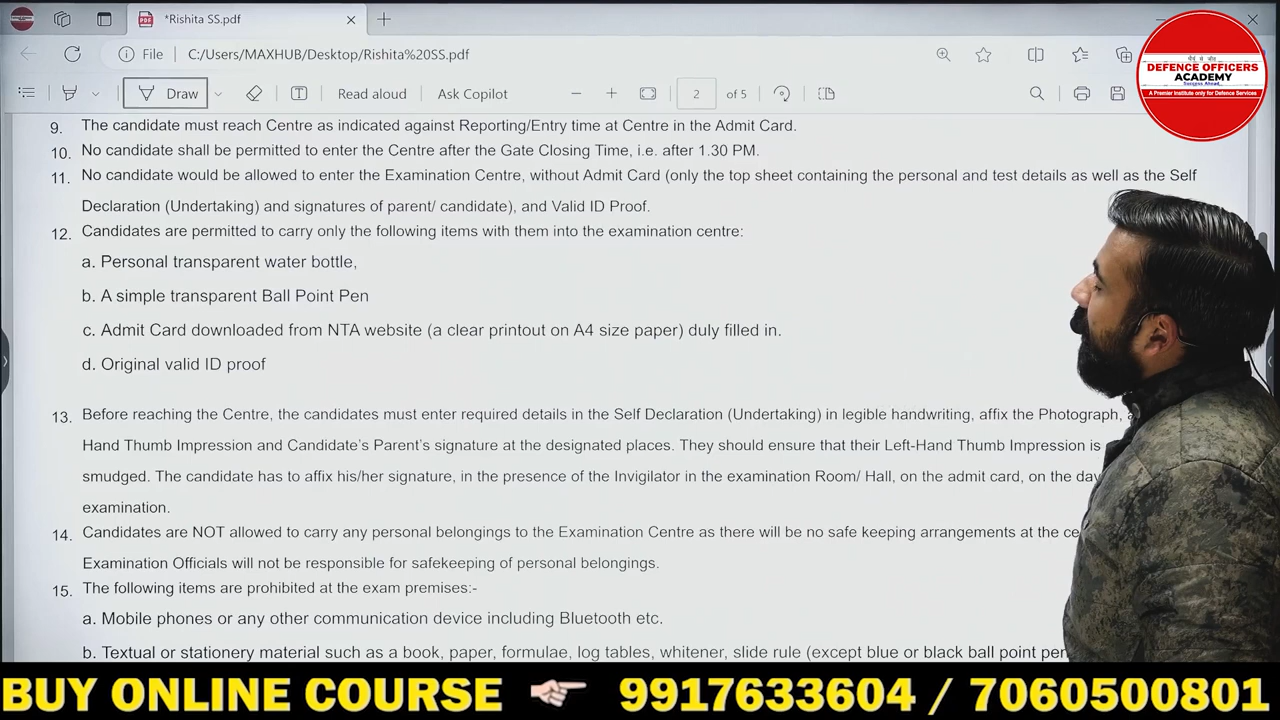 *Rishita SS.pdf
File C:/Users/MAXHUB/Desktop/Rishita%20SS.pdf
Draw Read aloud Ask Copilot 2 of 5
DEFENCE OFFICERS
ACADEMY
Success Ahead...
A Premier Institute only for Defence Services
9. The candidate must reach Centre as indicated against Reporting/Entry time at Centre in the Admit Card.
10. No candidate shall be permitted to enter the Centre after the Gate Closing Time, i.e. after 1.30 PM.
11. No candidate would be allowed to enter the Examination Centre, without Admit Card (only the top sheet containing the personal and test details as well as the Self
Declaration (Undertaking) and signatures of parent/ candidate), and Valid ID Proof.
12. Candidates are permitted to carry only the following items with them into the examination centre:
a. Personal transparent water bottle,
b. A simple transparent Ball Point Pen
c. Admit Card downloaded from NTA website (a clear printout on A4 size paper) duly filled in.
d. Original valid ID proof
13. Before reaching the Centre, the candidates must enter required details in the Self Declaration (Undertaking) in legible handwriting, affix the Photograph,
Hand Thumb Impression and Candidate's Parent's signature at the designated places. They should ensure that their Left-Hand Thumb Impression is
smudged. The candidate has to affix his/her signature, in the presence of the Invigilator in the examination Room/ Hall, on the admit card, on the day
examination.
14. Candidates are NOT allowed to carry any personal belongings to the Examination Centre as there will be no safe keeping arrangements at the
Examination Officials will not be responsible for safekeeping of personal belongings.
15. The following items are prohibited at the exam premises:-
a. Mobile phones or any other communication device including Bluetooth etc.
b. Textual or stationery material such as a book, paper, formulae, log tables, whitener, slide rule (except blue or black ball point pen
BUY ONLINE COURSE 9917633604 / 7060500801